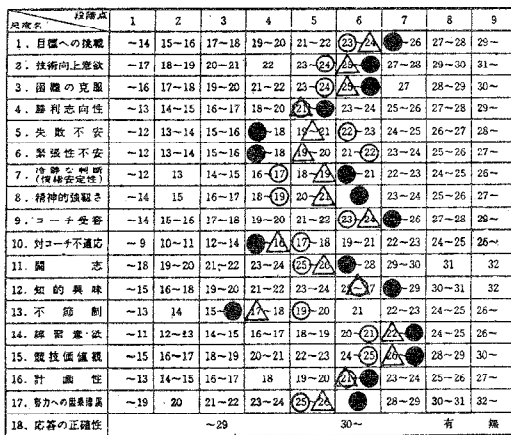 段階点 1 2 3 4 5 6 7 8 9
尺度名
1. 目標への挑戦 ~14 15~16 17~18 19~20 21~22 23~24 ~26 27~28 29~
2. 技術向上意欲 ~17 18~19 20~21 22 23~24 27~28 29~30 31~
3. 困難の克服 ~16 17~18 19~20 21~22 23~24 27 28~29 30~
4. 勝利志向性 ~13 14~15 16~17 18~20 21~ 23~24 25~26 27~28 29~
5. 失敗不安 ~12 13~14 15~16 ~18 19~21 22~23 24~25 26~27 28~
6. 緊張性不安 ~12 13~14 15~16 ~18 19~20 21~22 23~24 25~26 27~
7. 冷静な判断 ~12 13 14~15 16~17 18~19 ~21 22~23 24~25 26~
(情緒安定性)
8. 精神的強靱さ ~14 15 16~17 18~19 20~21 23~24 25~26 27~
9. コーチ受容 ~14 15~16 17~18 19~20 21~22 23~24 ~26 27~28 29~
10. 対コーチ不適応 ~9 10~11 12~14 ~16 17~18 19~21 22~23 24~25 26~
11. 闘志 ~18 19~20 21~22 23~24 25~26 ~28 29~30 31 32
12. 知的興味 ~15 16~18 19~20 21~22 23~24 ~27 ~29 30~31 32
13. 不節制 ~13 14 15~ 17~18 19~20 21 22~23 24~25 26~
14. 練習意欲 ~11 12~13 14~15 16~17 18~19 20~21 22~ 24~25 26~
15. 競技価値観 ~15 16~17 18~19 20~21 22~23 24~25 26~ 28~29 30~
16. 計画性 ~13 14~15 16~17 18 19~20 21~ 23~24 25~26 27~
17. 努力への因果帰属 ~19 20 21~22 23~24 25~26 28~29 30~31 32~
18. 応答の正確性 ~29 30~ 有 無